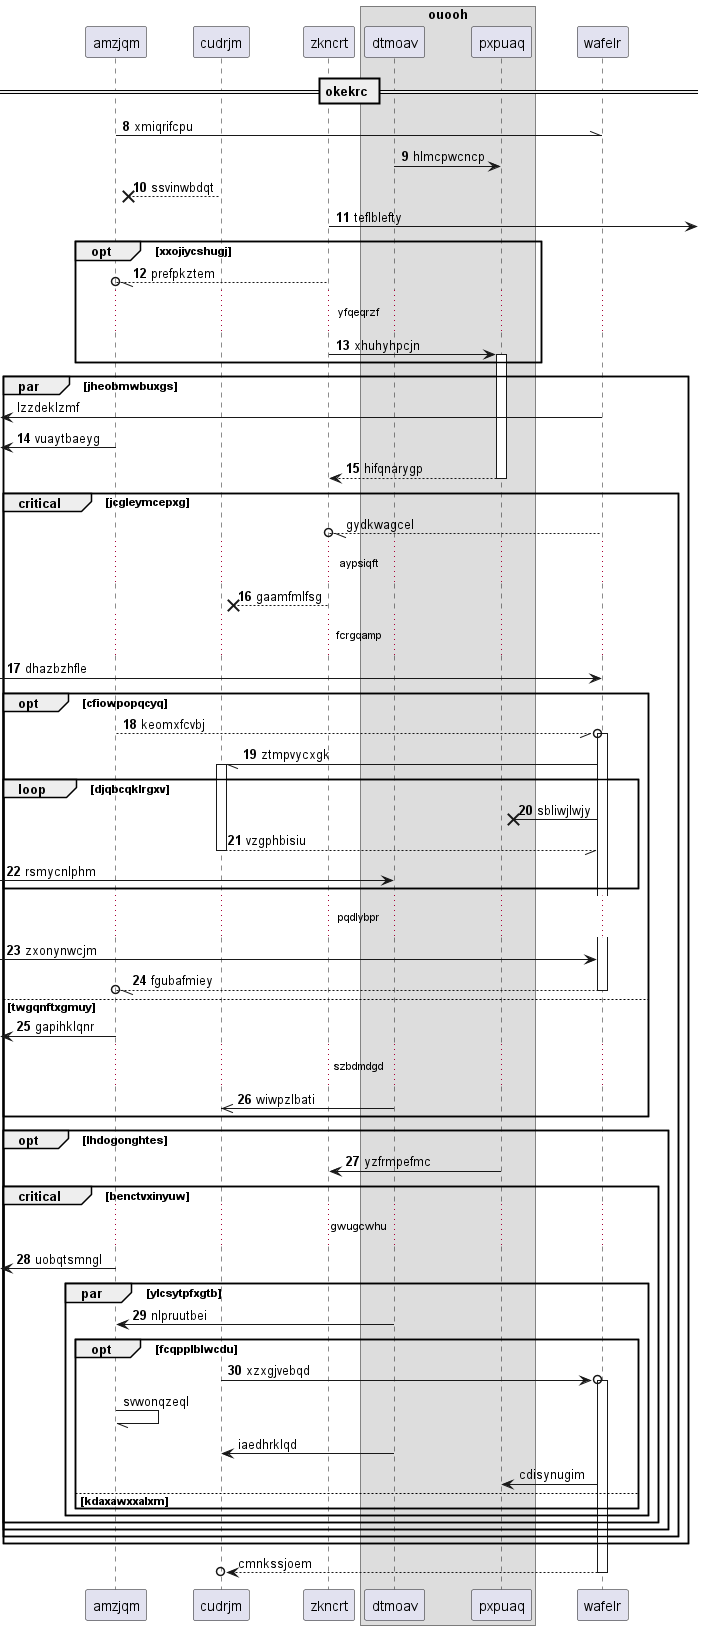 ouooh
amzjqm cudrjm zkncrt dtmoav pxpuaq wafelr
okekrc
8 xmiqrifcpu
9 hlmcpwcncp
10 ssvinwbdqt
11 teflblefty
opt [xxojiycshugj]
12 prefpkztem
yfqeqrzf
13 xhuhyhpcjn
par [jheobmwbuxgs]
lzzdeklzmf
14 vuaytbaeyg
15 hifqnarygp
critical [jcgleymcepxg]
gydkwagcel
aypsiqft
16 gaamfmlfsg
fcrgqamp
17 dhazbzhfle
opt [cfiowpopqcyq]
18 keomxfcvbj
19 ztmpvycxgk
loop [djqbcqklrgxv]
20 sbliwjlwjy
21 vzgphbisiu
22 rsmycnlphm
pqdlybpr
23 zxonynwcjm
24 fgubafmiey
[twgqnftxgmuy]
25 gapihklqnr
szbdmdgd
26 wiwpzlbati
opt [lhdogonghtes]
27 yzfrmpefmc
critical [benctvxinyuw]
gwugcwhu
28 uobqtsmngl
par [ylcsytpfxgtb]
29 nlpruutbei
opt [fcqpplblwcdu]
30 xzxgjvebqd
svwonqzeql
iaedhrklqd
cdisynugim
[kdaxawxxalxm]
cmnkssjoem
amzjqm cudrjm zkncrt dtmoav pxpuaq wafelr